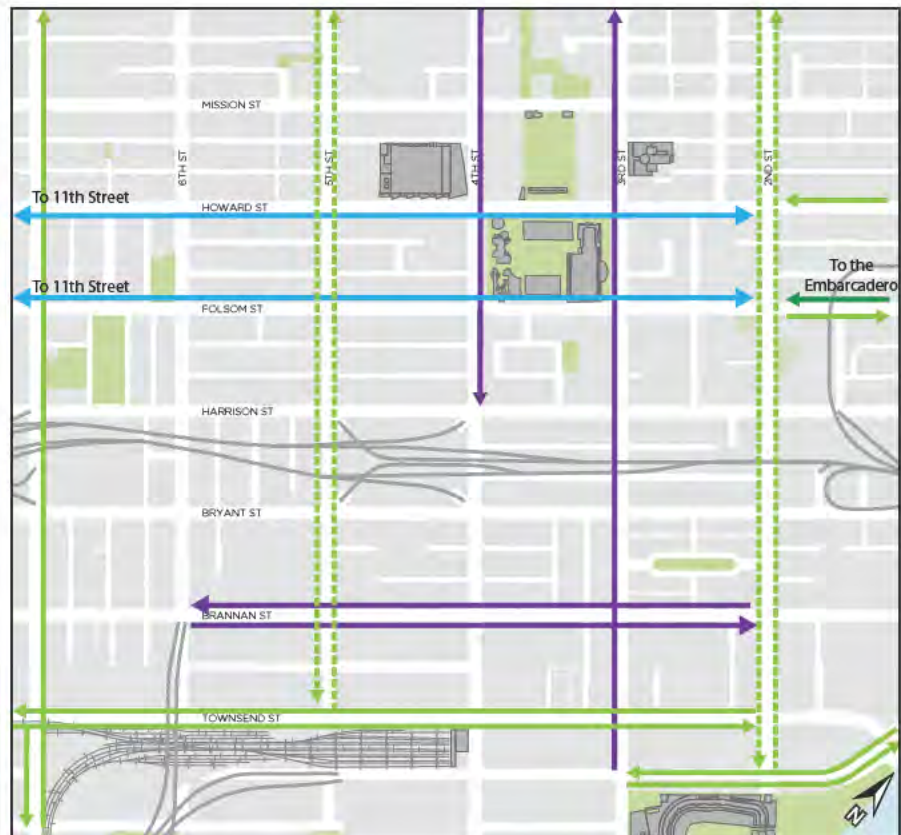 MISSION ST
6TH ST
5TH ST
4TH ST
3RD ST
2ND ST
To 11th Street
HOWARD ST
To the
Embarcadero
To 11th Street
FOLSOM ST
HARRISON ST
BRYANT ST
BRANNAN ST
TOWNSEND ST
N